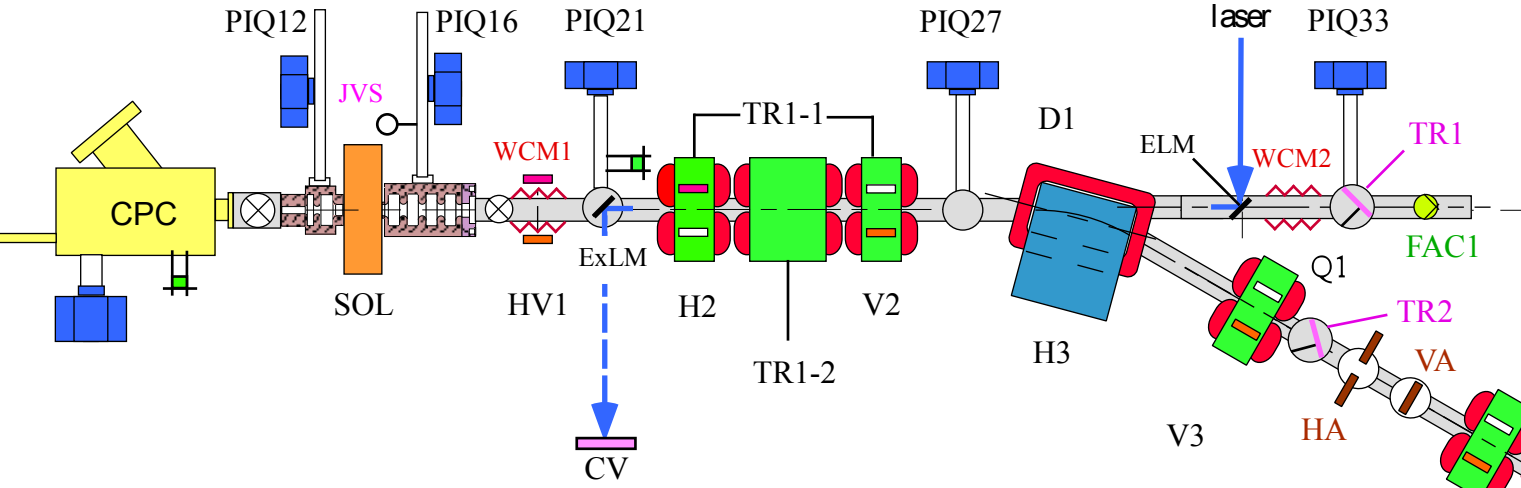 PIQ12
PIQ16
PIQ21
PIQ27
laser
PIQ33
JVS
TR1-1
D1
ELM
WCM1
WCM2
TR1
CPC
ExLM
FAC1
SOL
HV1
H2
V2
Q1
TR2
H3
TR1-2
VA
HA
V3
CV